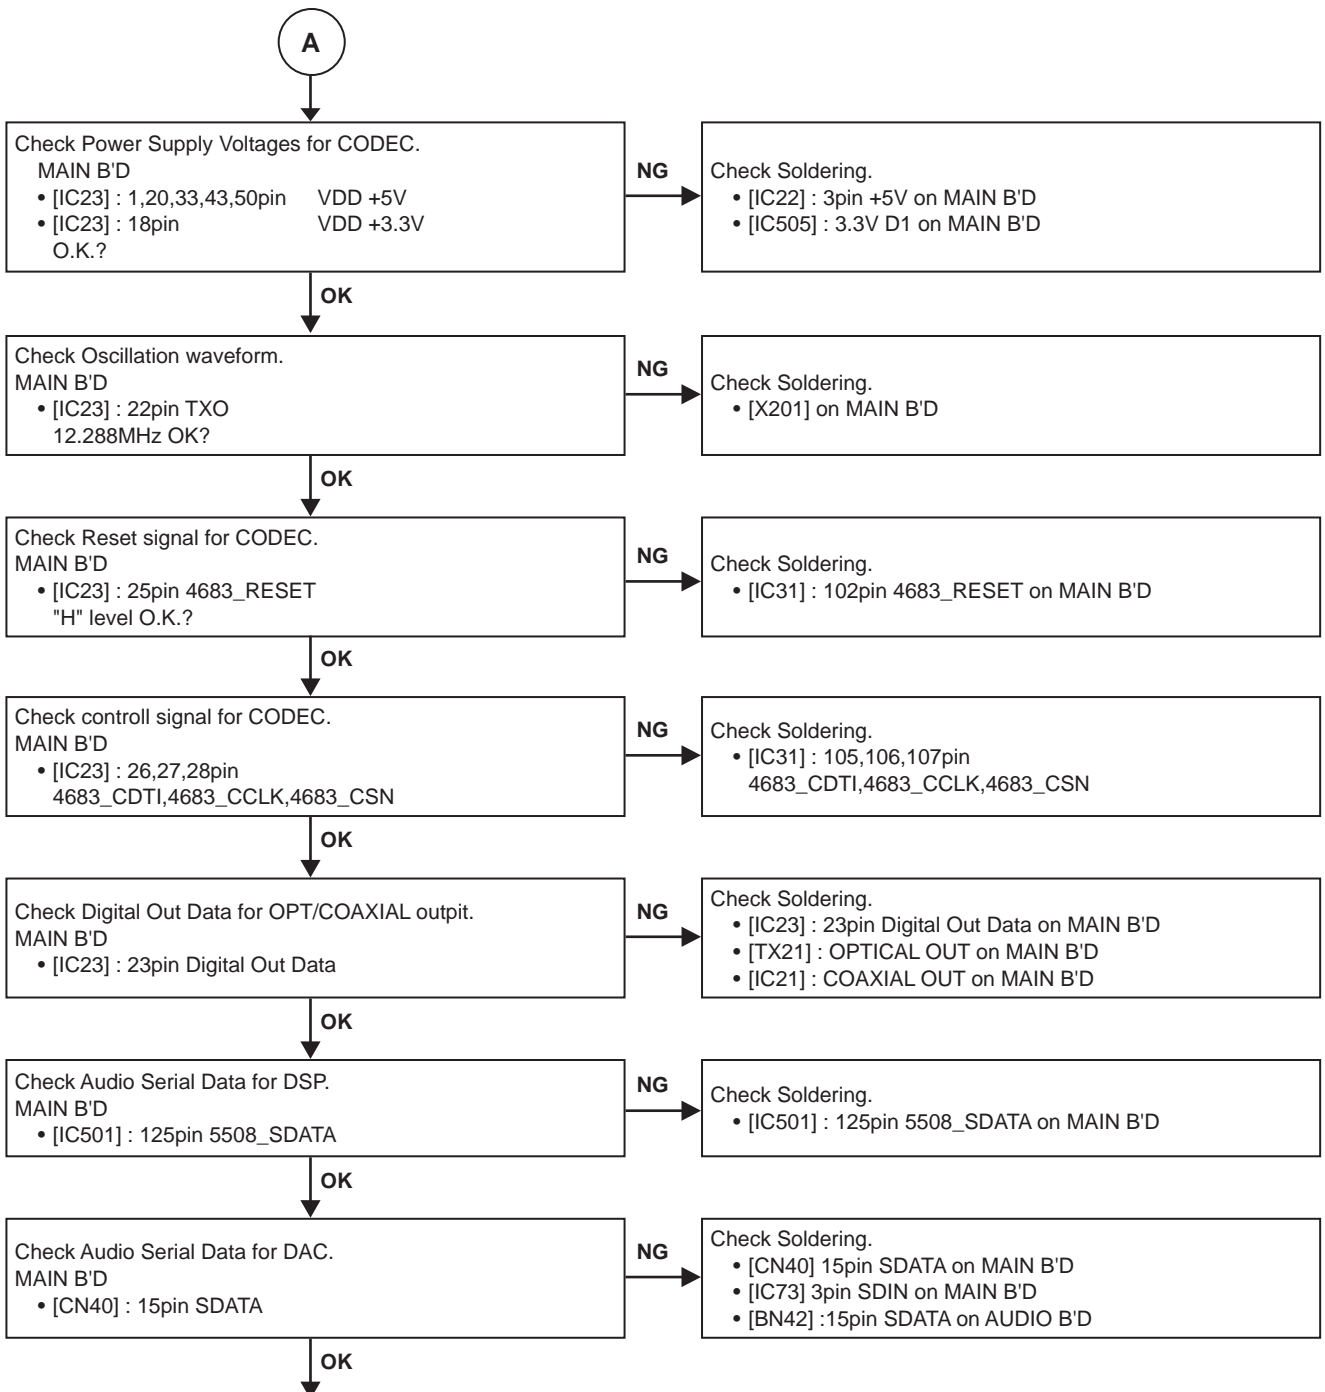 A
Check Power Supply Voltages for CODEC.
MAIN B'D
• [IC23] : 1,20,33,43,50pin VDD +5V
• [IC23] : 18pin VDD +3.3V
O.K.?
NG
Check Soldering.
• [IC22] : 3pin +5V on MAIN B'D
• [IC505] : 3.3V D1 on MAIN B'D
OK
Check Oscillation waveform.
MAIN B'D
• [IC23] : 22pin TXO
12.288MHz OK?
NG
Check Soldering.
• [X201] on MAIN B'D
OK
Check Reset signal for CODEC.
MAIN B'D
• [IC23] : 25pin 4683_RESET
"H" level O.K.?
NG
Check Soldering.
• [IC31] : 102pin 4683_RESET on MAIN B'D
OK
Check controll signal for CODEC.
MAIN B'D
• [IC23] : 26,27,28pin
4683_CDTI,4683_CCLK,4683_CSN
NG
Check Soldering.
• [IC31] : 105,106,107pin
4683_CDTI,4683_CCLK,4683_CSN
OK
Check Digital Out Data for OPT/COAXIAL outpit.
MAIN B'D
• [IC23] : 23pin Digital Out Data
NG
Check Soldering.
• [IC23] : 23pin Digital Out Data on MAIN B'D
• [TX21] : OPTICAL OUT on MAIN B'D
• [IC21] : COAXIAL OUT on MAIN B'D
OK
Check Audio Serial Data for DSP.
MAIN B'D
• [IC501] : 125pin 5508_SDATA
NG
Check Soldering.
• [IC501] : 125pin 5508_SDATA on MAIN B'D
OK
Check Audio Serial Data for DAC.
MAIN B'D
• [CN40] : 15pin SDATA
NG
Check Soldering.
• [CN40] 15pin SDATA on MAIN B'D
• [IC73] 3pin SDIN on MAIN B'D
• [BN42] :15pin SDATA on AUDIO B'D
OK